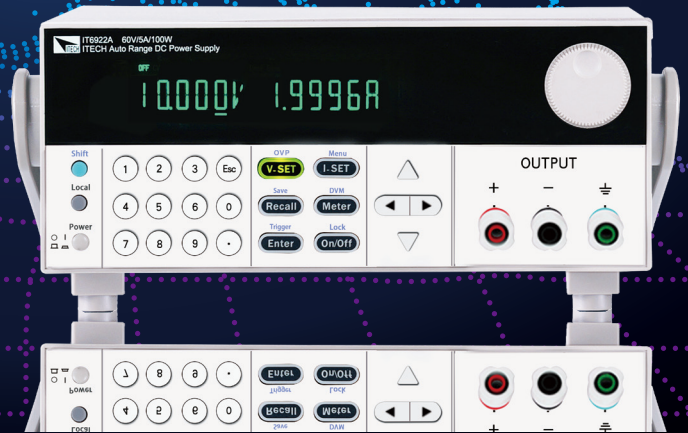 IT6922A 60V/5A/100W
ITECH ITECH Auto Range DC Power Supply
OFF
10.000V 1.9996A
Shift
Local
Power
1 2 3 Esc
4 5 6 0
7 8 9 .
OVP Menu
V-SET I-SET
Save DVM
Recall Meter
Trigger Lock
Enter On/Off
OUTPUT
+ −